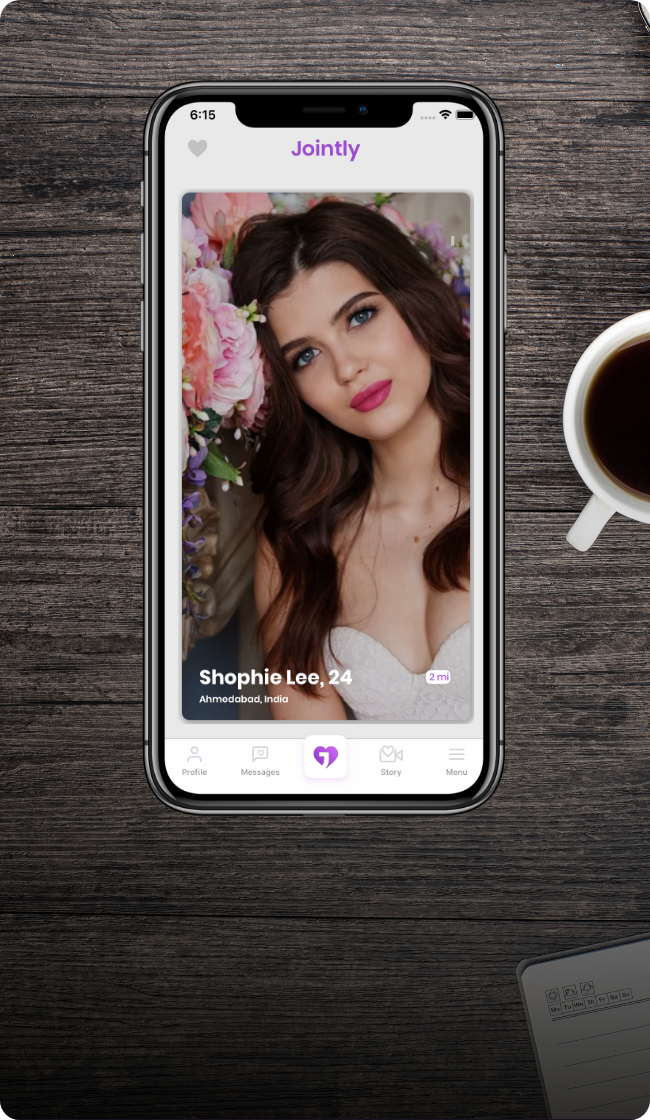 6:15
Jointly
Shophie Lee, 24
2 mi
Ahmedabad, India
Profile
Messages
Story
Menu
Mo Tu We Th Fr Sa Su